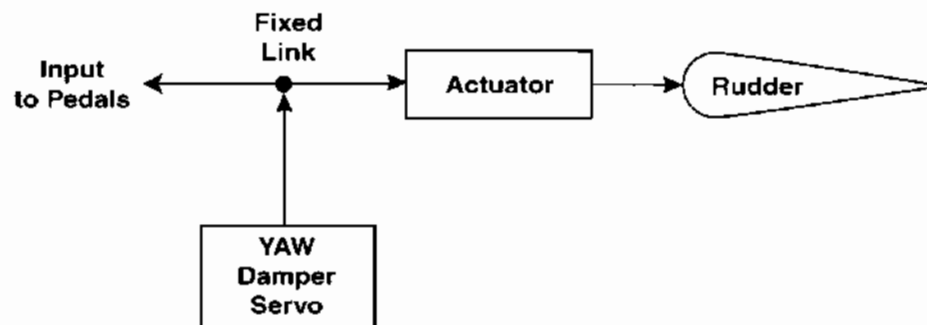 Fixed
Link
Input
to Pedals
Actuator
Rudder
YAW
Damper
Servo